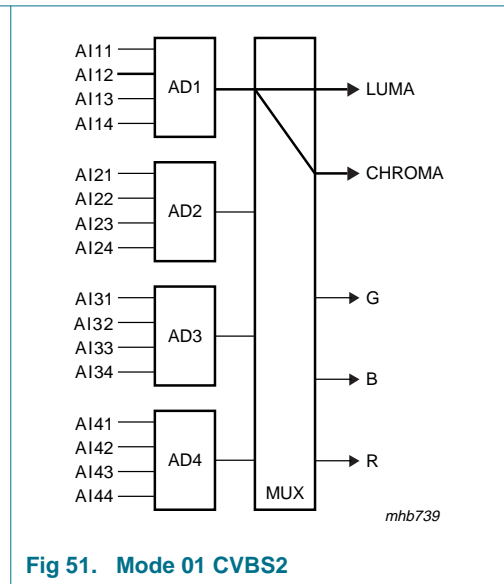 AI11
AI12
AI13
AI14
AD1
LUMA
CHROMA
AI21
AI22
AI23
AI24
AD2
AI31
AI32
AI33
AI34
AD3
G
B
AI41
AI42
AI43
AI44
AD4
R
MUX
mhb739
Fig 51. Mode 01 CVBS2